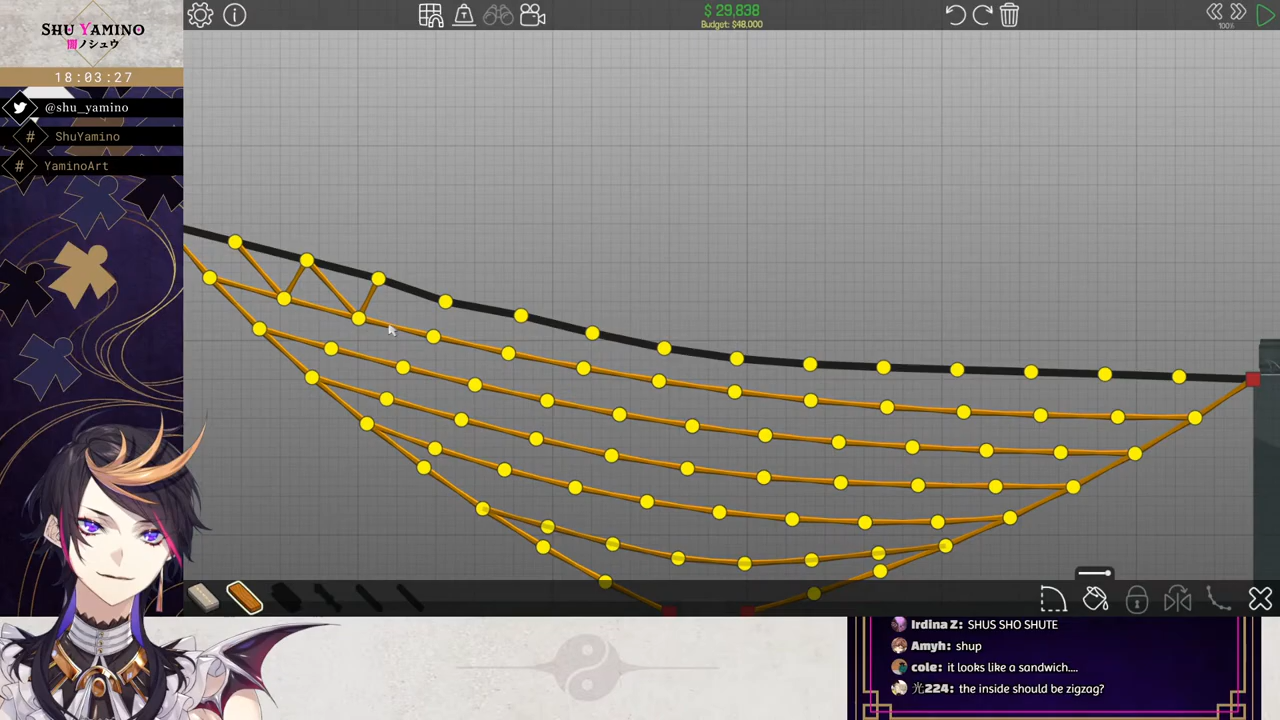 SHU YAMINO
闇ノシュウ
18:03:27
@shu_yamino
# ShuYamino
# YaminoArt
$ 29,838
Budget: $48,000
100%
Irdina Z: SHUS SHO SHUTE
Amyh: shup
cole: it looks like a sandwich....
光224: the inside should be zigzag?